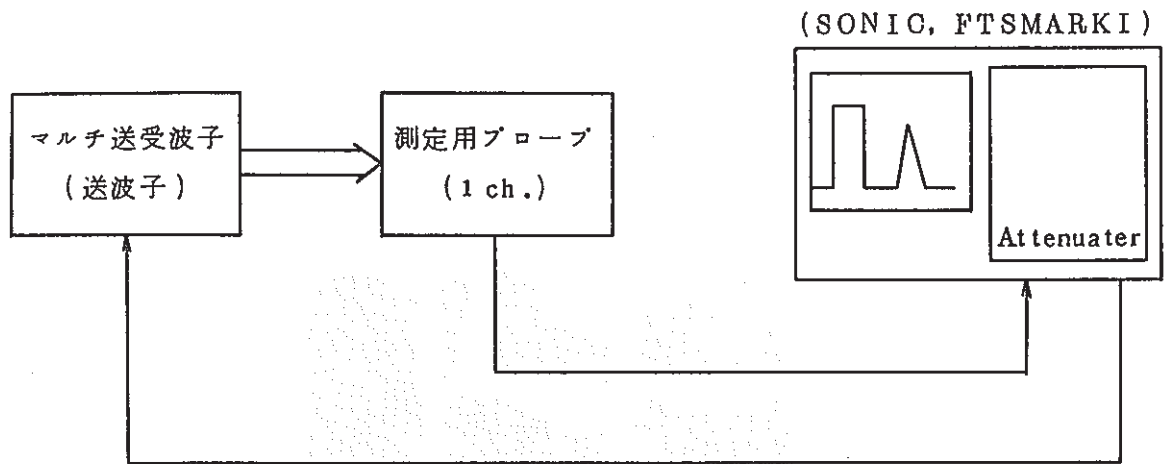 (SONIC, FTSMARKI)
マルチ送受波子
(送波子)
測定用プローブ
(1 ch.)
Attenuater